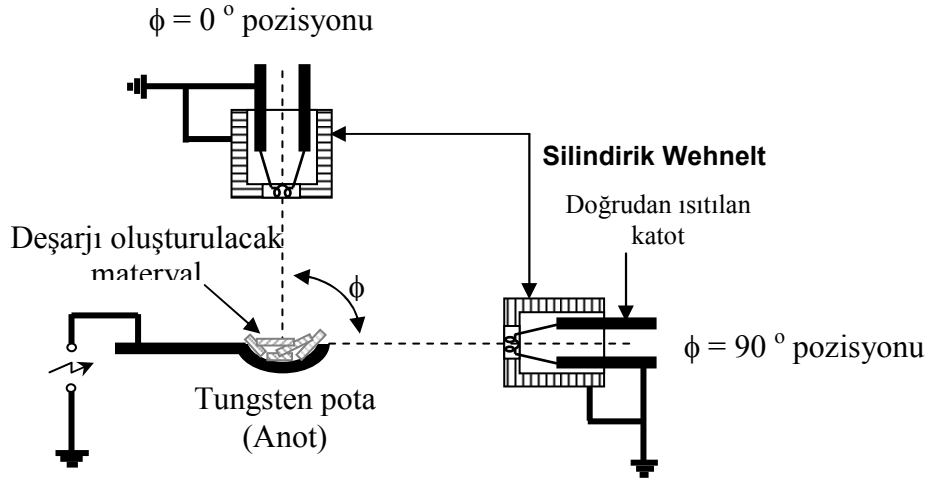 ϕ = 0 ° pozisyonu
Silindirik Wehnelt
Doğrudan ısıtılan
katot
Deşarjı oluşturulacak
materyal
ϕ
ϕ = 90 ° pozisyonu
Tungsten pota
(Anot)